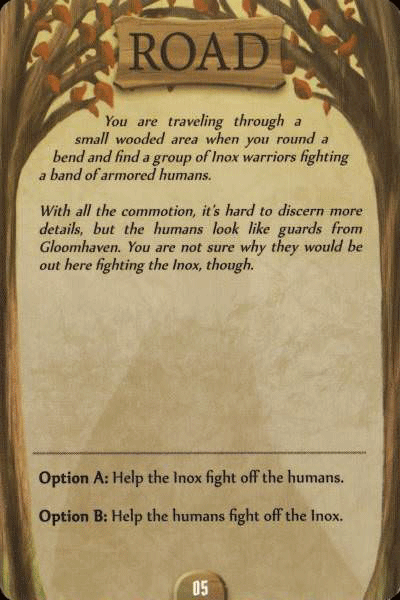 ROAD
You are traveling through a
small wooded area when you round a
bend and find a group of Inox warriors fighting
a band of armored humans.
With all the commotion, it's hard to discern more
details, but the humans look like guards from
Gloomhaven. You are not sure why they would be
out here fighting the Inox, though.
Option A: Help the Inox fight off the humans.
Option B: Help the humans fight off the Inox.
05